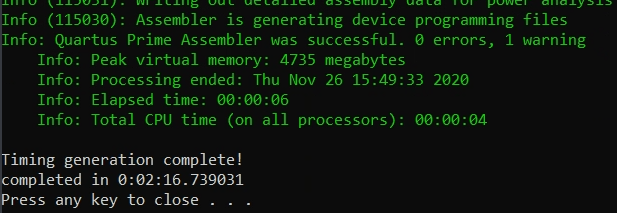 Info (115031): Writing out detailed assembly data for power analysis
Info (115030): Assembler is generating device programming files
Info: Quartus Prime Assembler was successful. 0 errors, 1 warning
Info: Peak virtual memory: 4735 megabytes
Info: Processing ended: Thu Nov 26 15:49:33 2020
Info: Elapsed time: 00:00:06
Info: Total CPU time (on all processors): 00:00:04
Timing generation complete!
completed in 0:02:16.739031
Press any key to close . . .